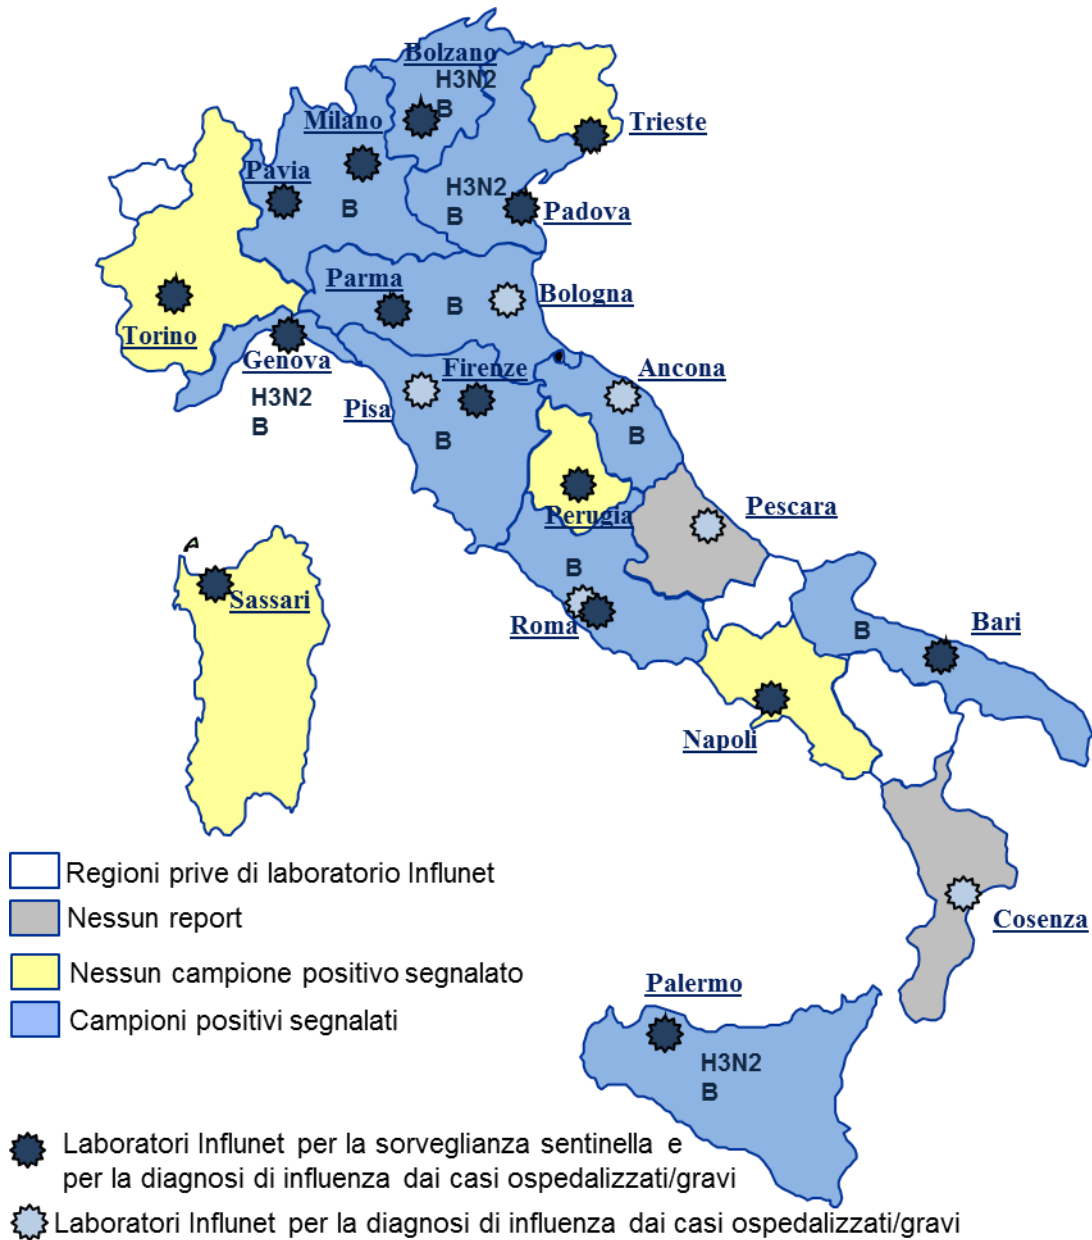 Bolzano
H3N2
B
Milano
Trieste
Pavia
H3N2
B
B
Padova
Parma
B
Bologna
Torino
Genova
Firenze
Ancona
H3N2
B
Pisa
B
B
Perugia
Pescara
A
B
Sassari
Roma
B
Bari
Napoli
Regioni prive di laboratorio Influnet
Nessun report
Cosenza
Nessun campione positivo segnalato
Palermo
Campioni positivi segnalati
H3N2
B
Laboratori Influnet per la sorveglianza sentinella e
per la diagnosi di influenza dai casi ospedalizzati/gravi
Laboratori Influnet per la diagnosi di influenza dai casi ospedalizzati/gravi